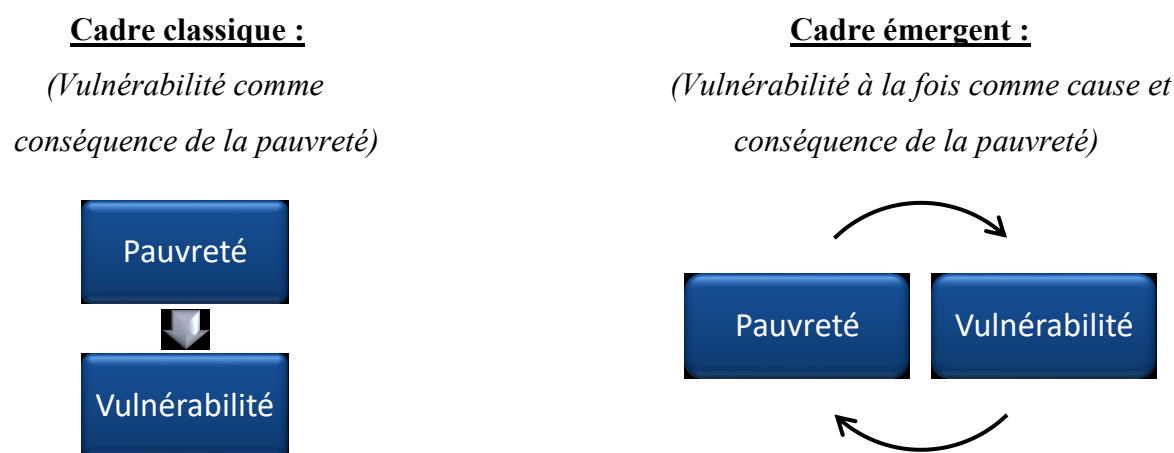 Cadre classique :
(Vulnérabilité comme
conséquence de la pauvreté)
Pauvreté
Vulnérabilité
Cadre émergent :
(Vulnérabilité à la fois comme cause et
conséquence de la pauvreté)
Pauvreté
Vulnérabilité